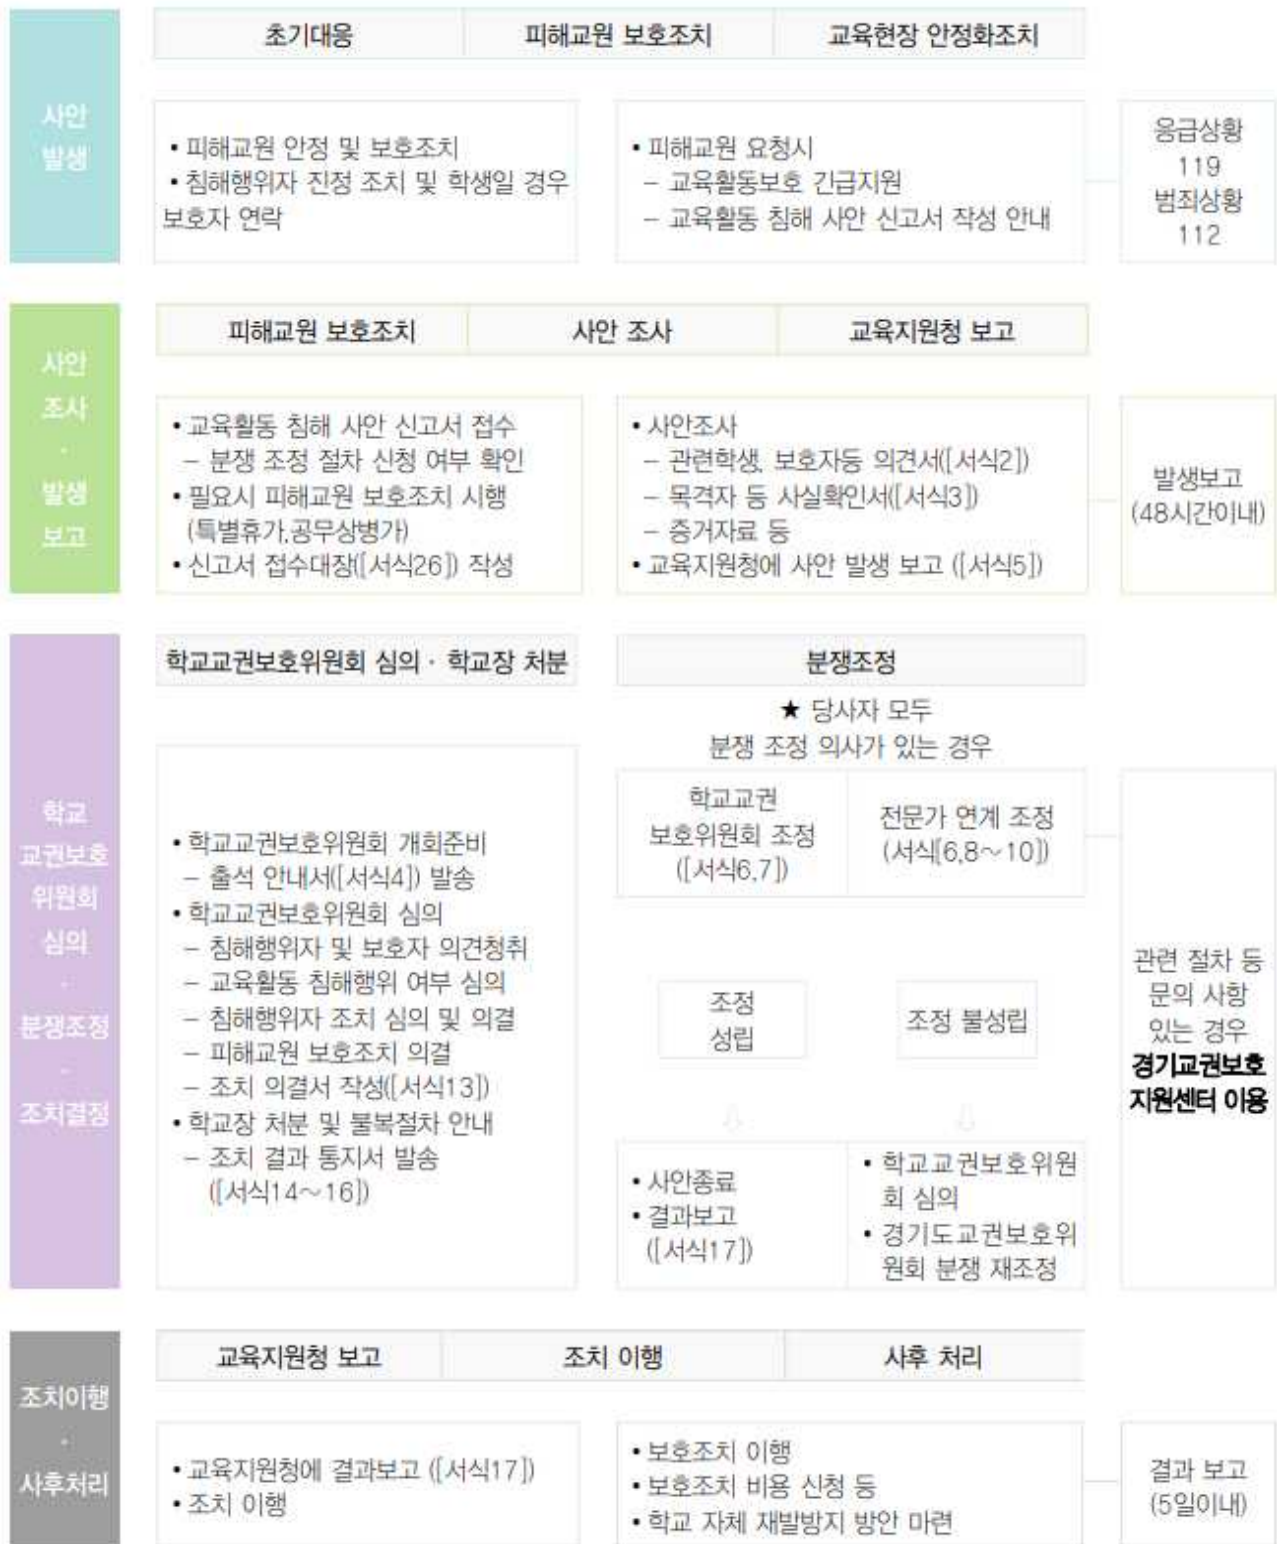 사안
발생
초기대응
피해교원 보호조치
교육현장 안정화조치
• 피해교원 안정 및 보호조치
• 침해행위자 진정 조치 및 학생일 경우
보호자 연락
• 피해교원 요청시
– 교육활동보호 긴급지원
– 교육활동 침해 사안 신고서 작성 안내
응급상황
119
범죄상황
112
사안
조사
·
발생
보고
피해교원 보호조치
사안 조사
교육지원청 보고
• 교육활동 침해 사안 신고서 접수
– 분쟁 조정 절차 신청 여부 확인
• 필요시 피해교원 보호조치 시행
(특별휴가,공무상병가)
• 신고서 접수대장([서식26]) 작성
• 사안조사
– 관련학생, 보호자등 의견서([서식2])
– 목격자 등 사실확인서([서식3])
– 증거자료 등
• 교육지원청에 사안 발생 보고 ([서식5])
발생보고
(48시간이내)
학교
교권보호
위원회
심의
·
분쟁조정
·
조치결정
학교교권보호위원회 심의 · 학교장 처분
• 학교교권보호위원회 개회준비
– 출석 안내서([서식4]) 발송
• 학교교권보호위원회 심의
– 침해행위자 및 보호자 의견청취
– 교육활동 침해행위 여부 심의
– 침해행위자 조치 심의 및 의결
– 피해교원 보호조치 의결
– 조치 의결서 작성([서식13])
• 학교장 처분 및 불복절차 안내
– 조치 결과 통지서 발송
([서식14～16])
분쟁조정
★ 당사자 모두
분쟁 조정 의사가 있는 경우
학교교권
보호위원회 조정
([서식6,7])
전문가 연계 조정
(서식[6,8～10])
조정
성립
조정 불성립
• 사안종료
• 결과보고
([서식17])
• 학교교권보호위원
회 심의
• 경기도교권보호위
원회 분쟁 재조정
관련 절차 등
문의 사항
있는 경우
경기교권보호
지원센터 이용
조치이행
·
사후처리
교육지원청 보고
조치 이행
사후 처리
• 교육지원청에 결과보고 ([서식17])
• 조치 이행
• 보호조치 이행
• 보호조치 비용 신청 등
• 학교 자체 재발방지 방안 마련
결과 보고
(5일이내)